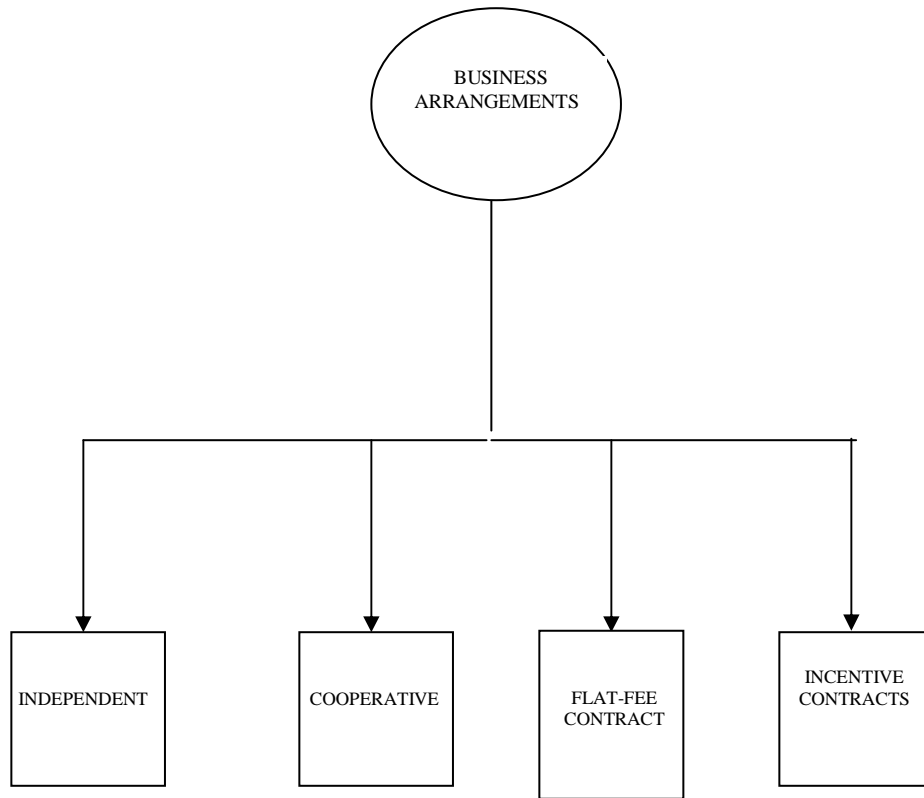 BUSINESS
ARRANGEMENTS
INDEPENDENT
COOPERATIVE
FLAT-FEE
CONTRACT
INCENTIVE
CONTRACTS